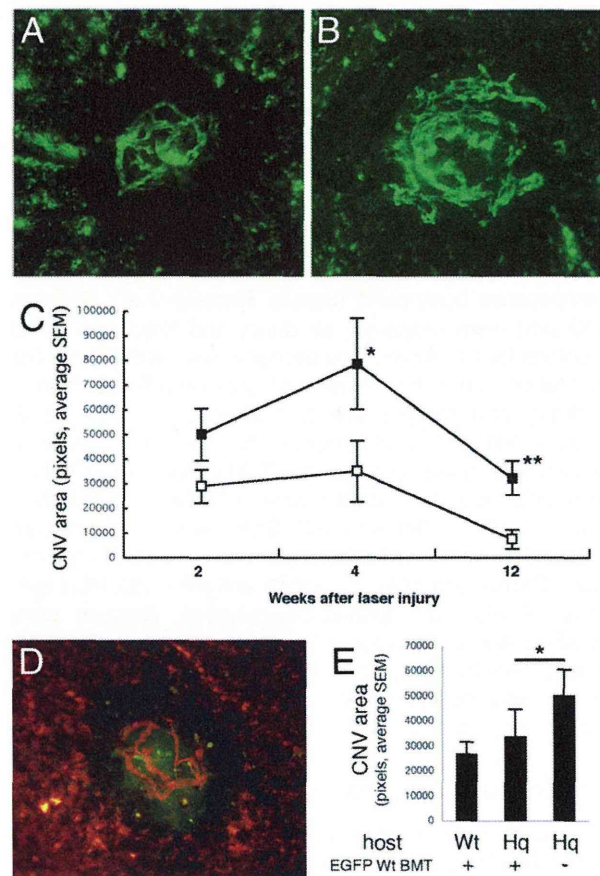 A
B
C
CNV area (pixels, average SEM)
100000
90000
80000
70000
60000
50000
40000
30000
20000
10000
0
*
**
2
4
12
Weeks after laser injury
D
E
*
CNV area
(pixels, average SEM)
70000
60000
50000
40000
30000
20000
10000
0
host Wt Hq Hq
EGFP Wt BMT + + -